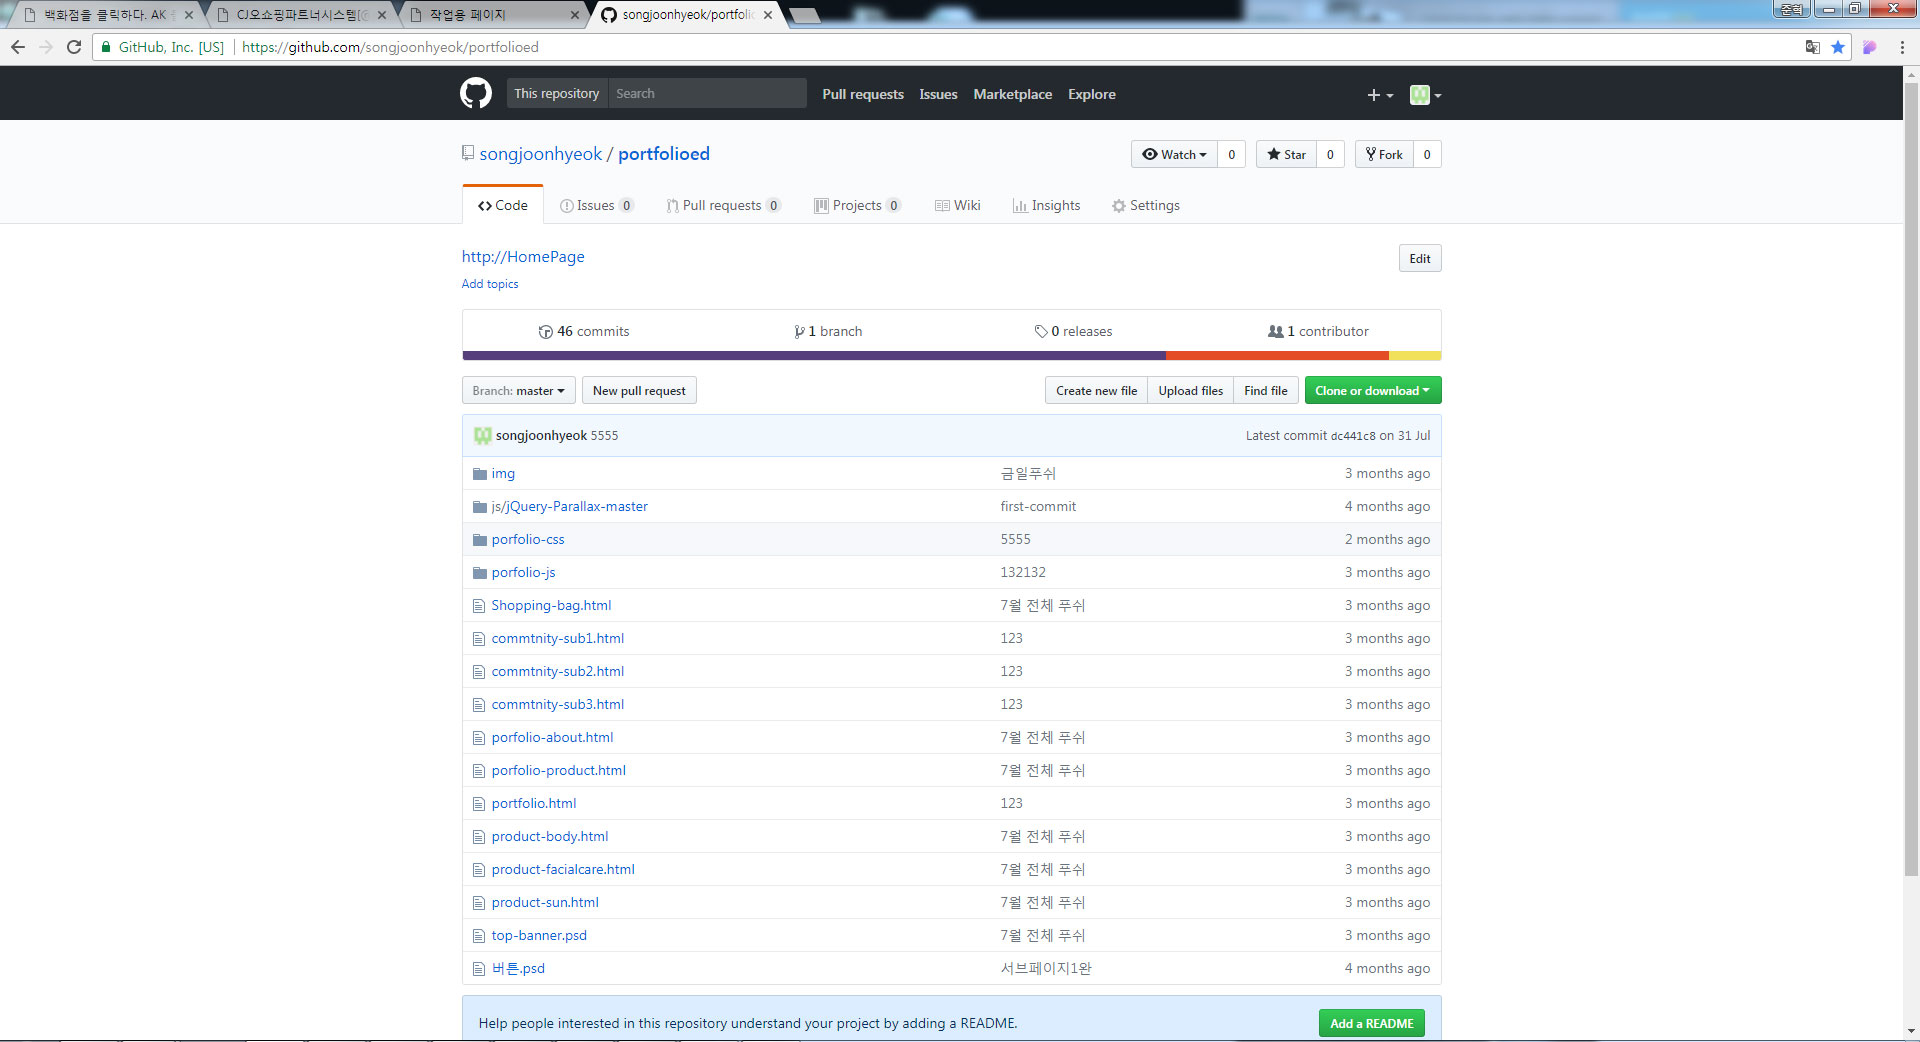 백화점을 클릭하다. AK
CJ오쇼핑파트너시스템[@
작업용 페이지
songjoonhyeok/portfolio
준혁
GitHub, Inc. [US]
https://github.com/songjoonhyeok/portfolioed
This repository Search Pull requests Issues Marketplace Explore
songjoonhyeok / portfolioed
Watch 0 Star 0 Fork 0
Code Issues 0 Pull requests 0 Projects 0 Wiki Insights Settings
http://HomePage
Edit
Add topics
46 commits 1 branch 0 releases 1 contributor
Branch: master New pull request Create new file Upload files Find file Clone or download
songjoonhyeok 5555 Latest commit dc441c8 on 31 Jul
img 금일푸쉬 3 months ago
js/jQuery-Parallax-master first-commit 4 months ago
porfolio-css 5555 2 months ago
porfolio-js 132132 3 months ago
Shopping-bag.html 7월 전체 푸쉬 3 months ago
commtnity-sub1.html 123 3 months ago
commtnity-sub2.html 123 3 months ago
commtnity-sub3.html 123 3 months ago
porfolio-about.html 7월 전체 푸쉬 3 months ago
porfolio-product.html 7월 전체 푸쉬 3 months ago
portfolio.html 123 3 months ago
product-body.html 7월 전체 푸쉬 3 months ago
product-facialcare.html 7월 전체 푸쉬 3 months ago
product-sun.html 7월 전체 푸쉬 3 months ago
top-banner.psd 7월 전체 푸쉬 3 months ago
버튼.psd 서브페이지1완 4 months ago
Help people interested in this repository understand your project by adding a README.
Add a README